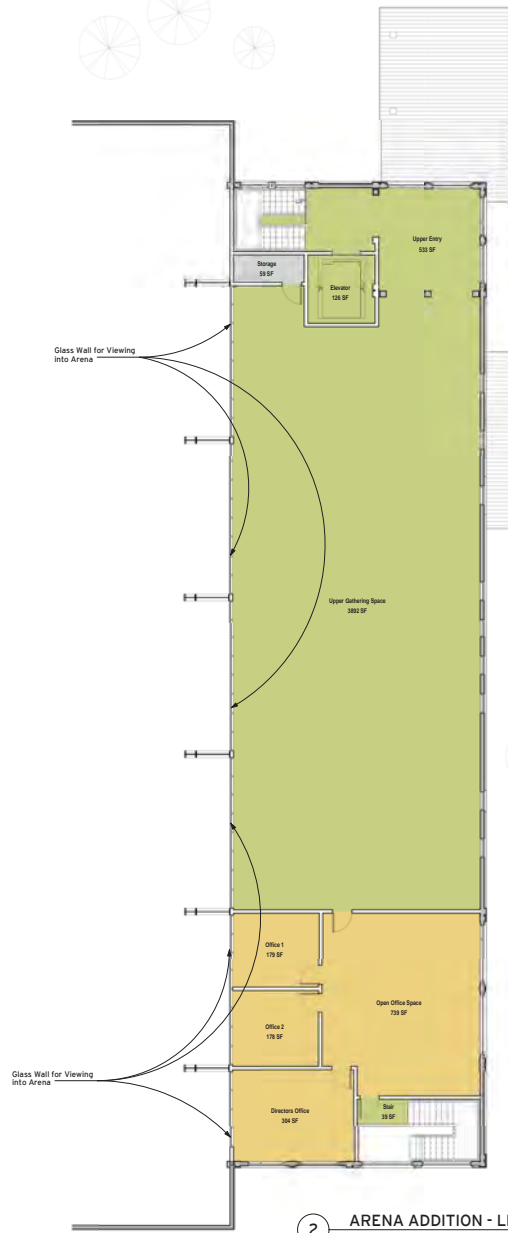 Upper Entry
533 SF
Storage
59 SF
Elevator
126 SF
Glass Wall for Viewing
into Arena
Upper Gathering Space
3892 SF
Office 1
179 SF
Open Office Space
739 SF
Office 2
178 SF
Glass Wall for Viewing
into Arena
Directors Office
304 SF
Stair
39 SF
2
ARENA ADDITION -